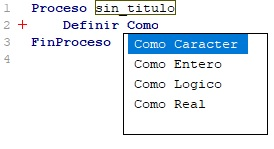 1 Proceso sin_titulo
2 + Definir Como
3 FinProceso
4
Como Caracter
Como Entero
Como Logico
Como Real